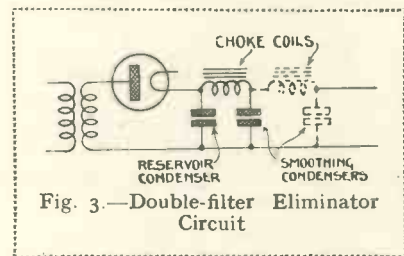 CHOKE COILS
RESERVOIR
CONDENSER
SMOOTHING
CONDENSERS
Fig. 3.—Double-filter Eliminator
Circuit